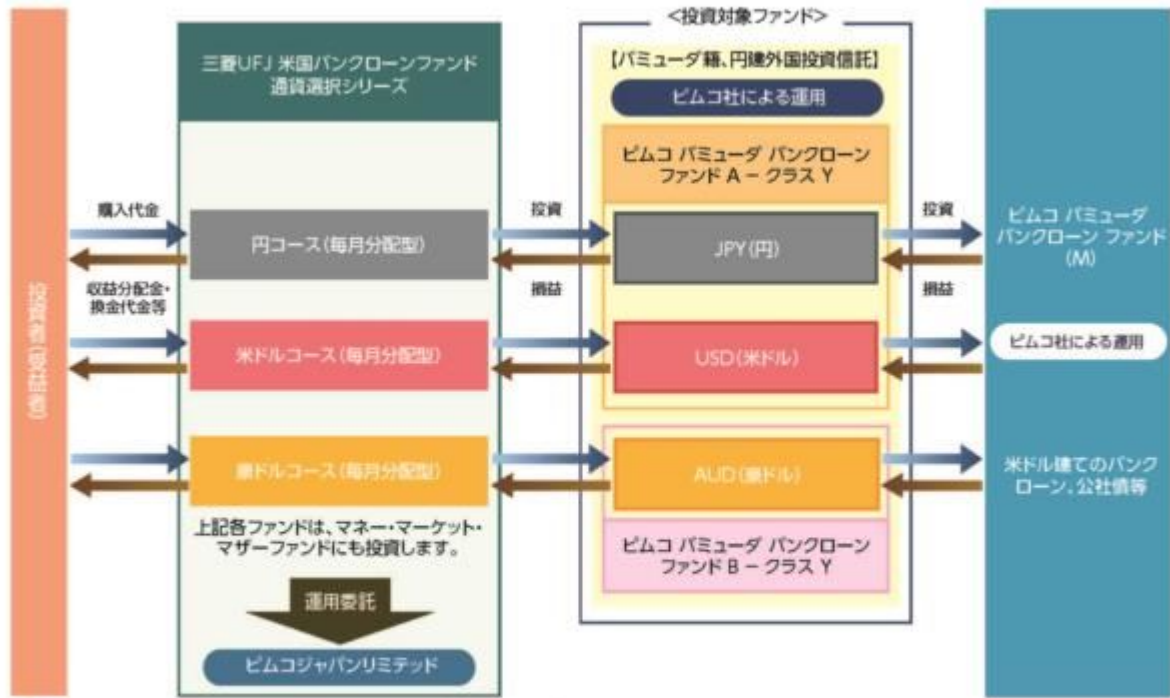 投資者(受益者)
三菱UFJ 米国バンクローンファンド
通貨選択シリーズ
購入代金
収益分配金・
換金代金等
円コース(毎月分配型)
米ドルコース(毎月分配型)
豪ドルコース(毎月分配型)
上記各ファンドは、マネー・マーケット・
マザーファンドにも投資します。
運用委託
ピムコジャパンリミテッド
投資
損益
<投資対象ファンド>
【バミューダ籍、円建外国投資信託】
ピムコ社による運用
ピムコ バミューダ バンクローン
ファンド A - クラス Y
JPY(円)
USD(米ドル)
AUD(豪ドル)
ピムコ バミューダ バンクローン
ファンド B - クラス Y
投資
損益
ピムコ バミューダ
バンクローン ファンド
(M)
ピムコ社による運用
米ドル建てのバンク
ローン、公社債等